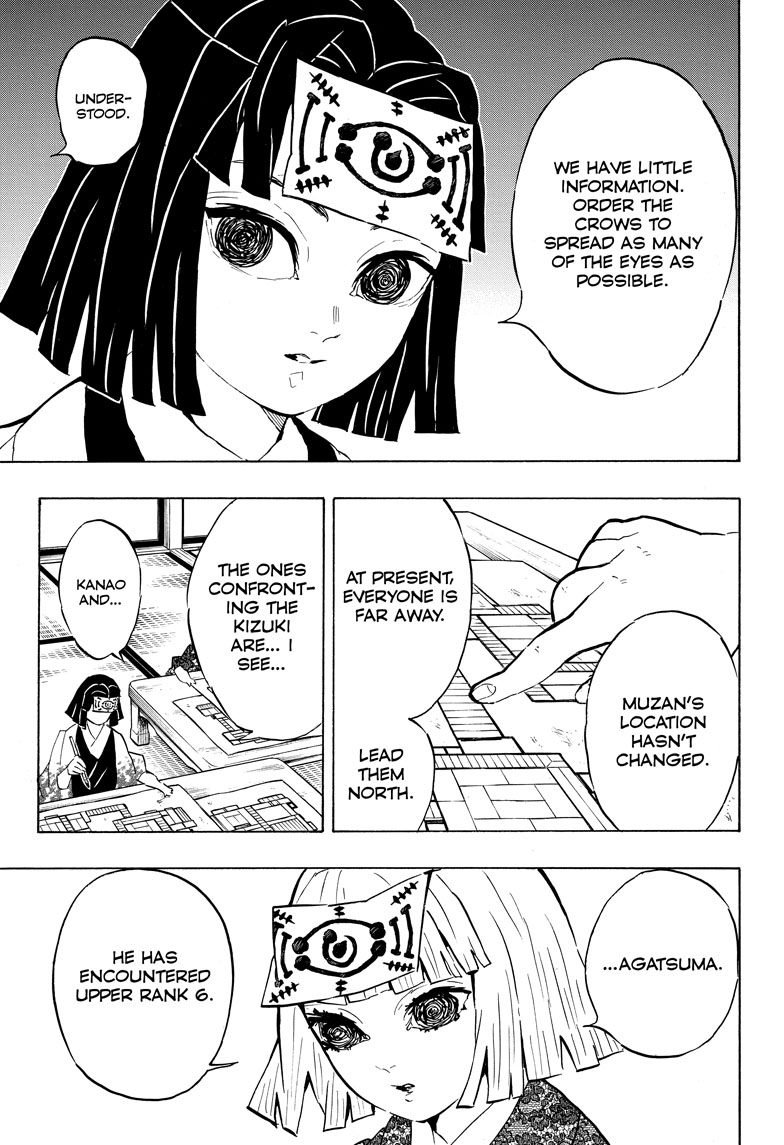 WE HAVE LITTLE
INFORMATION.
ORDER THE
CROWS TO
SPREAD AS MANY
OF THE EYES AS
POSSIBLE.
UNDER-
STOOD.
MUZAN'S
LOCATION
HASN'T
CHANGED.
AT PRESENT,
EVERYONE IS
FAR AWAY.
LEAD
THEM
NORTH.
THE ONES
CONFRONT-
ING THE
KIZUKI
ARE... I
SEE...
KANAO
AND...
...AGATSUMA.
HE HAS
ENCOUNTERED
UPPER RANK 6.